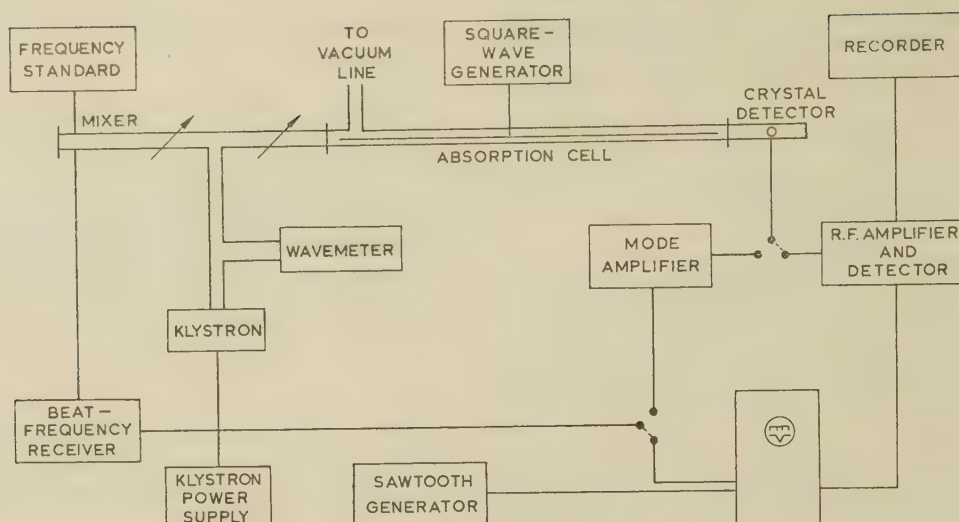 FREQUENCY
STANDARD
TO
VACUUM
LINE
SQUARE-
WAVE
GENERATOR
RECORDER
MIXER
CRYSTAL
DETECTOR
ABSORPTION CELL
WAVEMETER
MODE
AMPLIFIER
R.F. AMPLIFIER
AND
DETECTOR
KLYSTRON
BEAT-
FREQUENCY
RECEIVER
KLYSTRON
POWER
SUPPLY
SAWTOOTH
GENERATOR